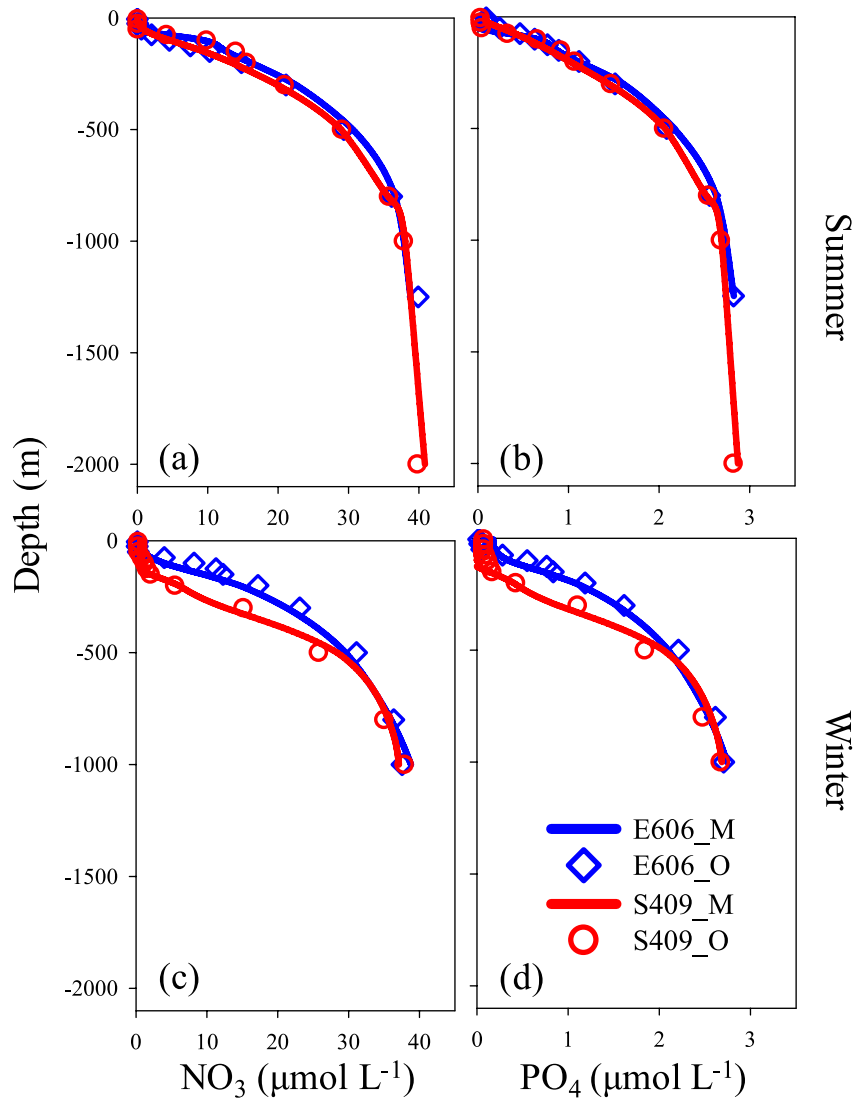 0
-500
-1000
-1500
-2000
(a)
0 10 20 30 40
(b)
0 1 2 3
Summer
Depth (m)
0
-500
-1000
-1500
-2000
(c)
0 10 20 30 40
NO₃ (μmol L⁻¹)
E606_M
E606_O
S409_M
S409_O
(d)
0 1 2 3
PO₄ (μmol L⁻¹)
Winter